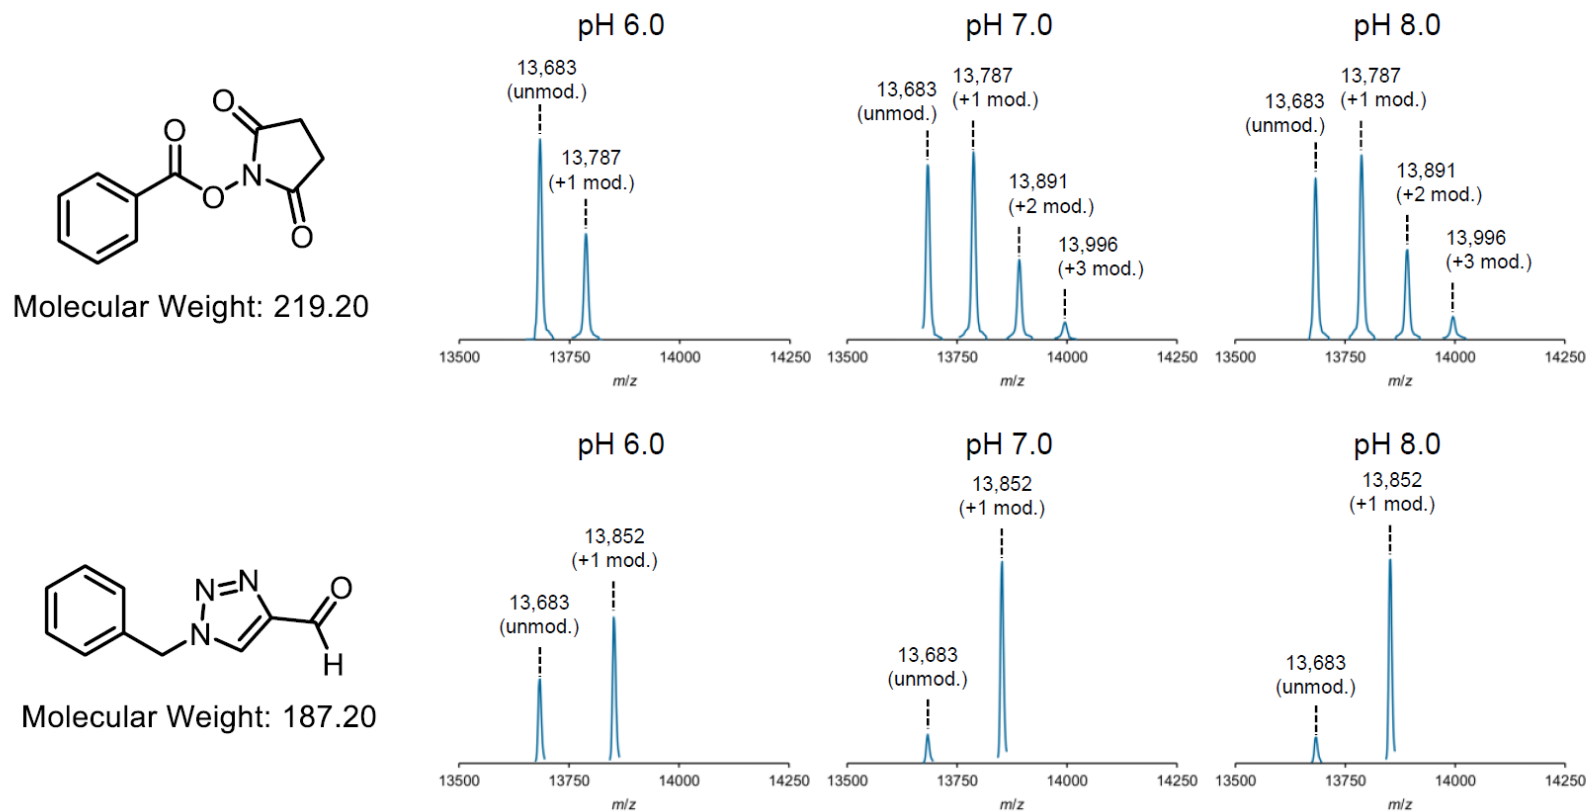 pH 6.0
pH 7.0
pH 8.0
13,683
(unmod.)
13,787
(+1 mod.)
13,683
(unmod.)
13,787
(+1 mod.)
13,891
(+2 mod.)
13,996
(+3 mod.)
13,683
(unmod.)
13,787
(+1 mod.)
13,891
(+2 mod.)
13,996
(+3 mod.)
O
O
O
N
O
Molecular Weight: 219.20
13500 13750 14000 14250
m/z
13500 13750 14000 14250
m/z
13500 13750 14000 14250
m/z
pH 6.0
pH 7.0
pH 8.0
13,683
(unmod.)
13,852
(+1 mod.)
13,683
(unmod.)
13,852
(+1 mod.)
13,683
(unmod.)
13,852
(+1 mod.)
N=N
N
O
H
Molecular Weight: 187.20
13500 13750 14000 14250
m/z
13500 13750 14000 14250
m/z
13500 13750 14000 14250
m/z